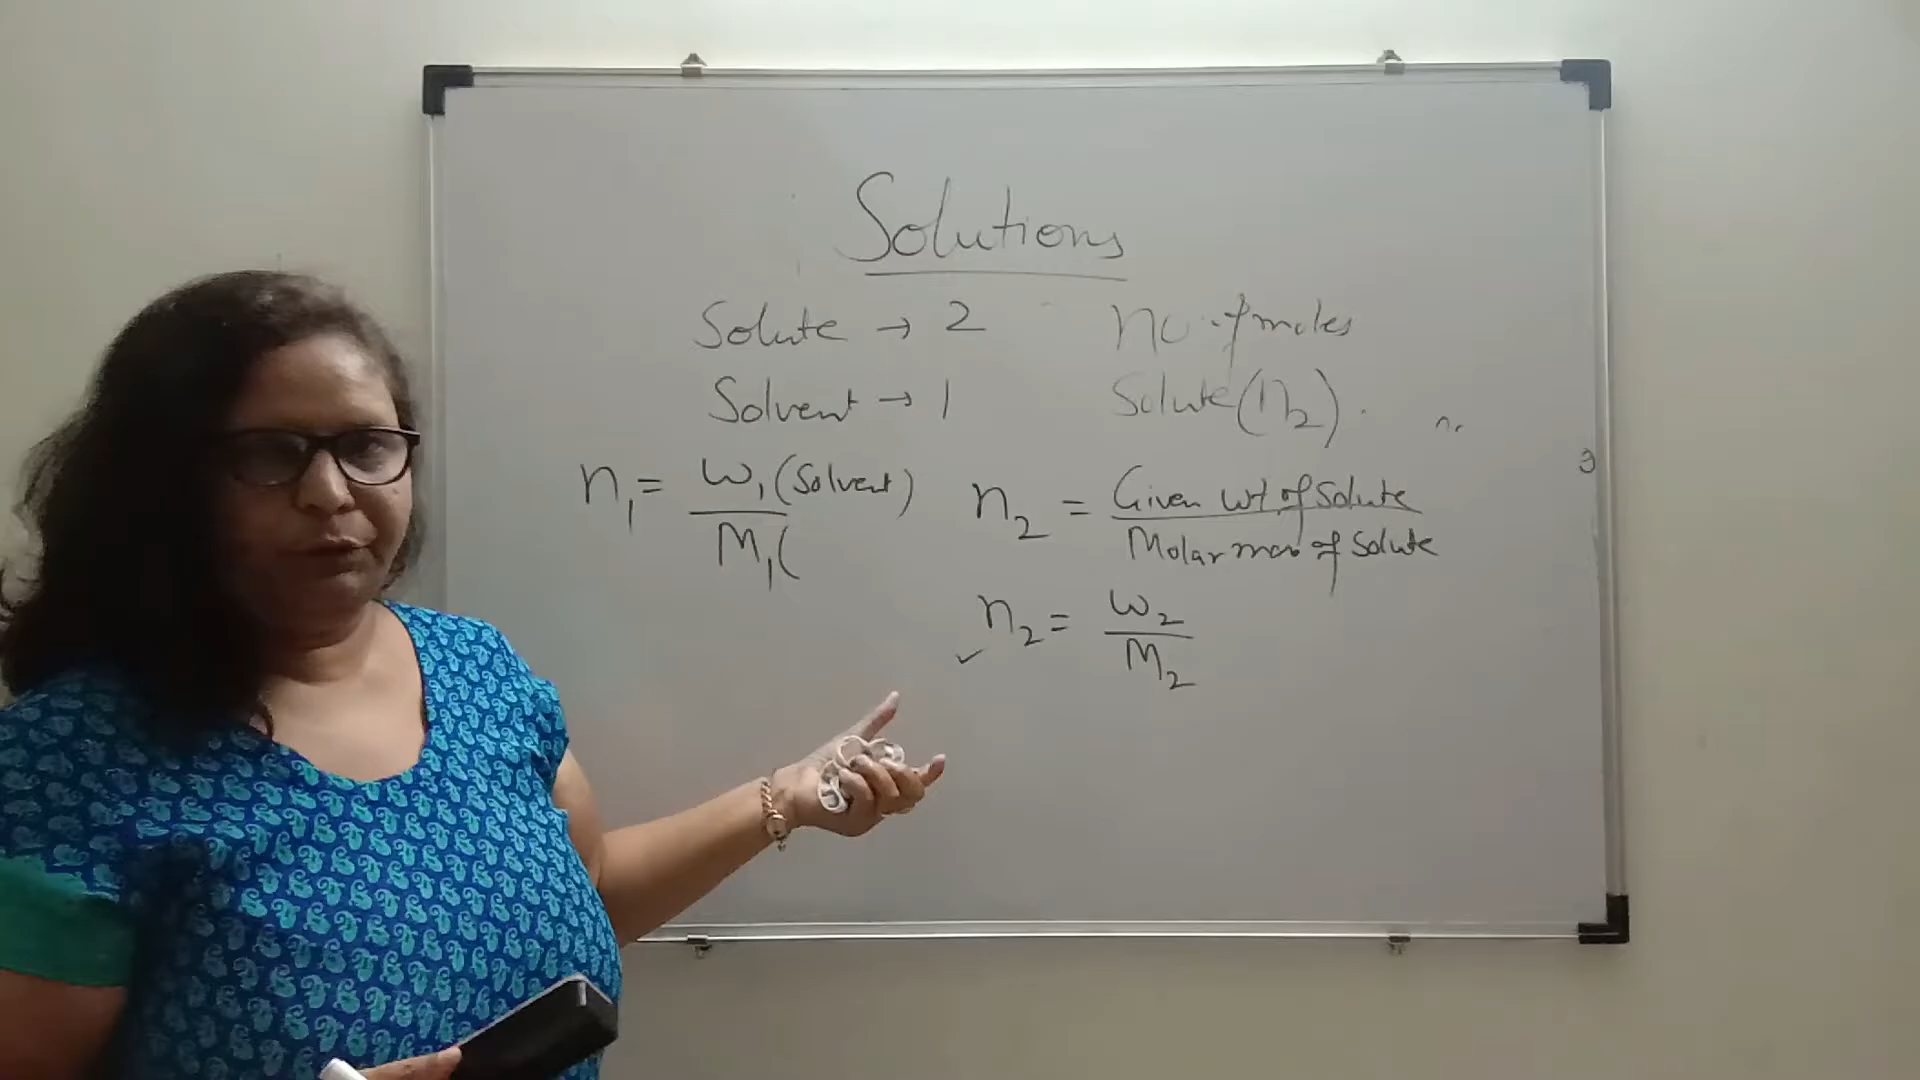 Solutions
Solute → 2
Solvent → 1
n₁ = w₁ (Solvent)
M₁ (
No. of moles
Solute (n₂).
n₂ = Given wt of Solute
Molar mass of Solute
n₂ = w₂
✓ M₂